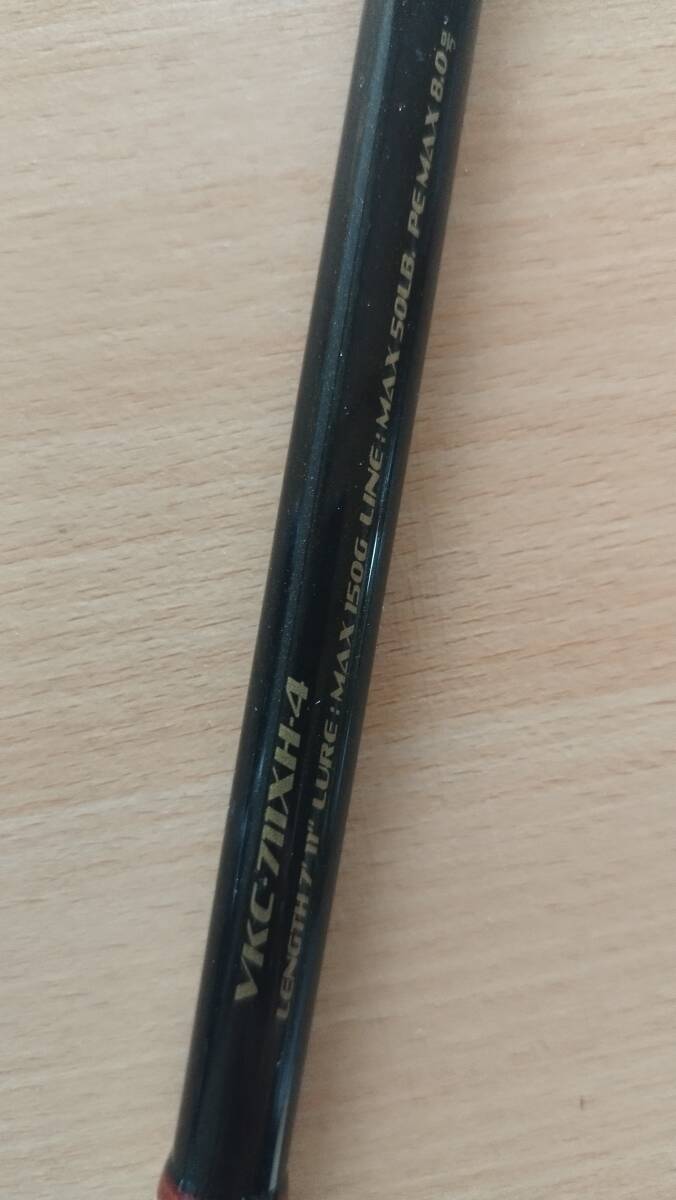 VKC-711XH-4
LENGTH 7'11" LURE: MAX 150G LINE: MAX 50LB. PE MAX 8.0号